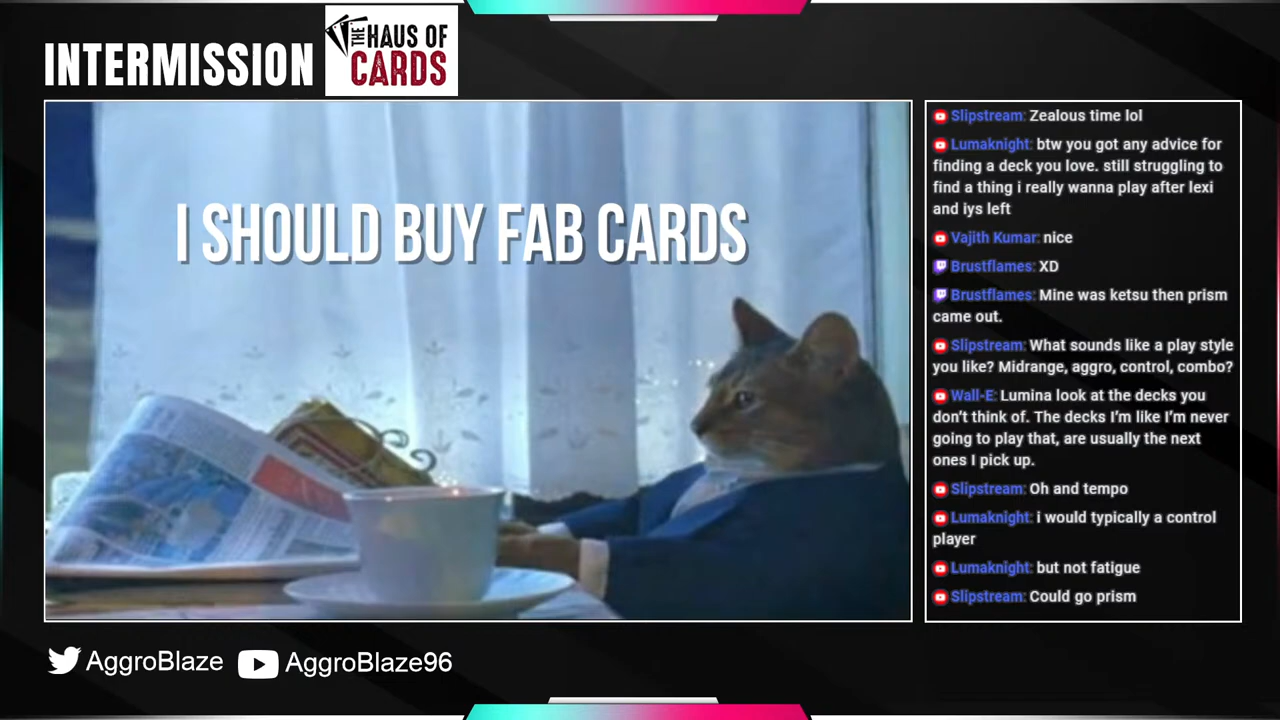 INTERMISSION
THE HAUS OF
CARDS
I SHOULD BUY FAB CARDS
Slipstream: Zealous time lol
Lumaknight: btw you got any advice for
finding a deck you love. still struggling to
find a thing i really wanna play after lexi
and iys left
Vajith Kumar: nice
Brustflames: XD
Brustflames: Mine was ketsu then prism
came out.
Slipstream: What sounds like a play style
you like? Midrange, aggro, control, combo?
Wall-E: Lumina look at the decks you
don’t think of. The decks I’m like I’m never
going to play that, are usually the next
ones I pick up.
Slipstream: Oh and tempo
Lumaknight: i would typically a control
player
Lumaknight: but not fatigue
Slipstream: Could go prism
AggroBlaze
AggroBlaze96